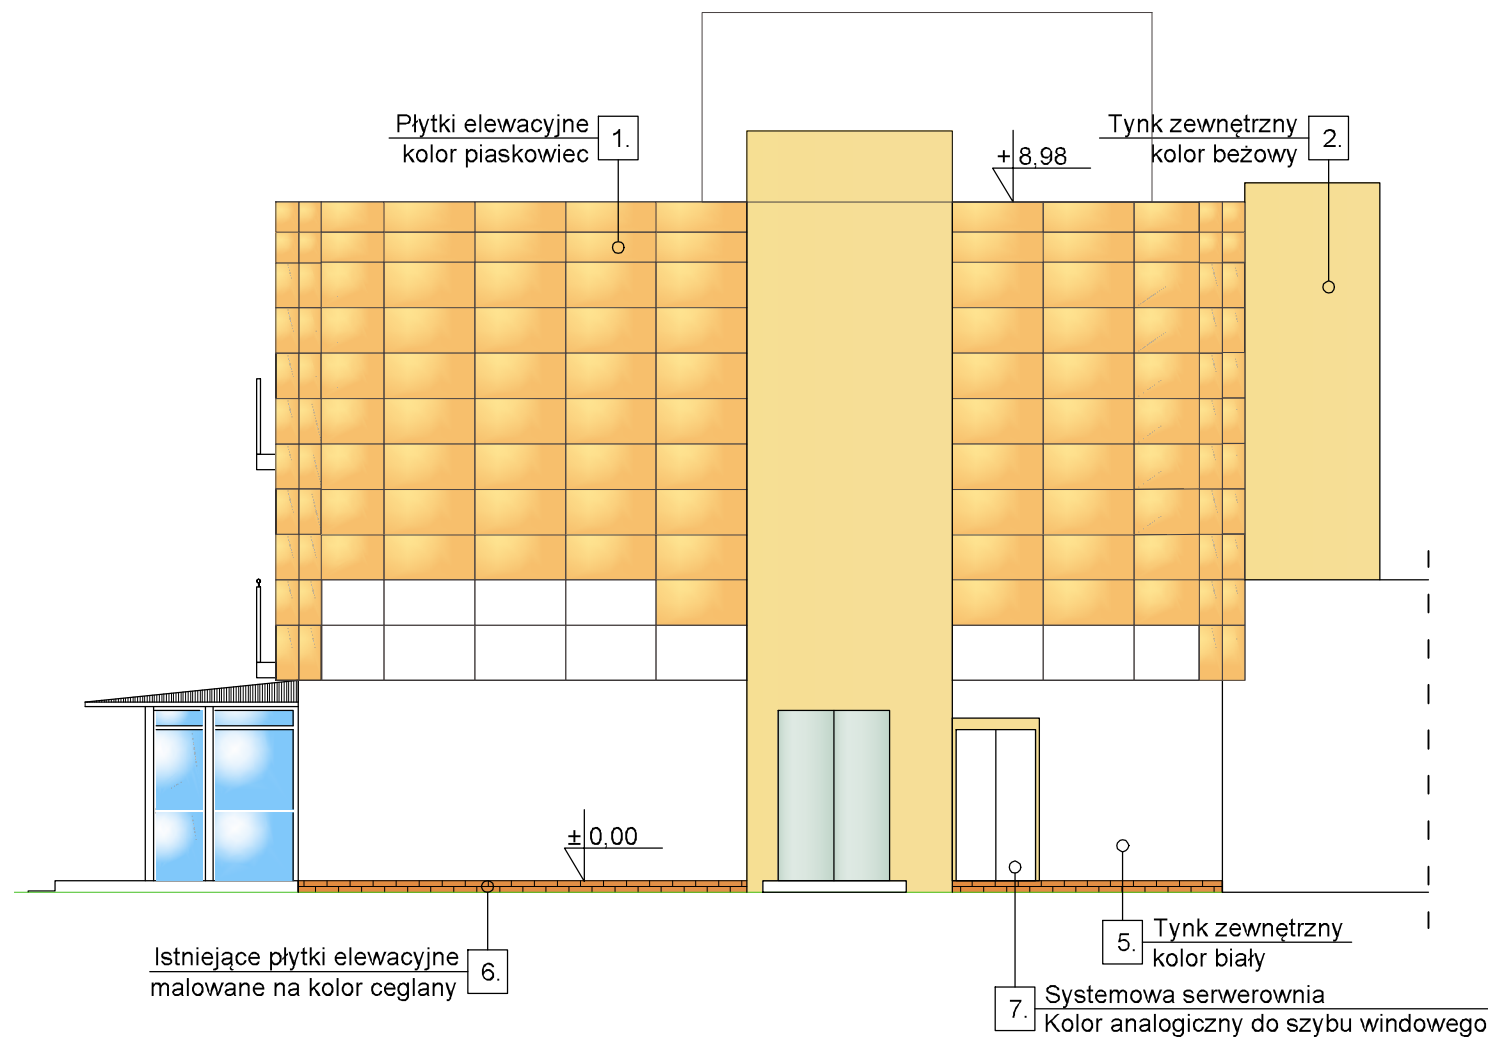 Płytki elewacyjne
kolor piaskowiec
1.
+ 8,98
Tynk zewnętrzny
kolor beżowy
2.
± 0,00
Istniejące płytki elewacyjne
malowane na kolor ceglany
6.
5.
Tynk zewnętrzny
kolor biały
7.
Systemowa serwerownia
Kolor analogiczny do szybu windowego